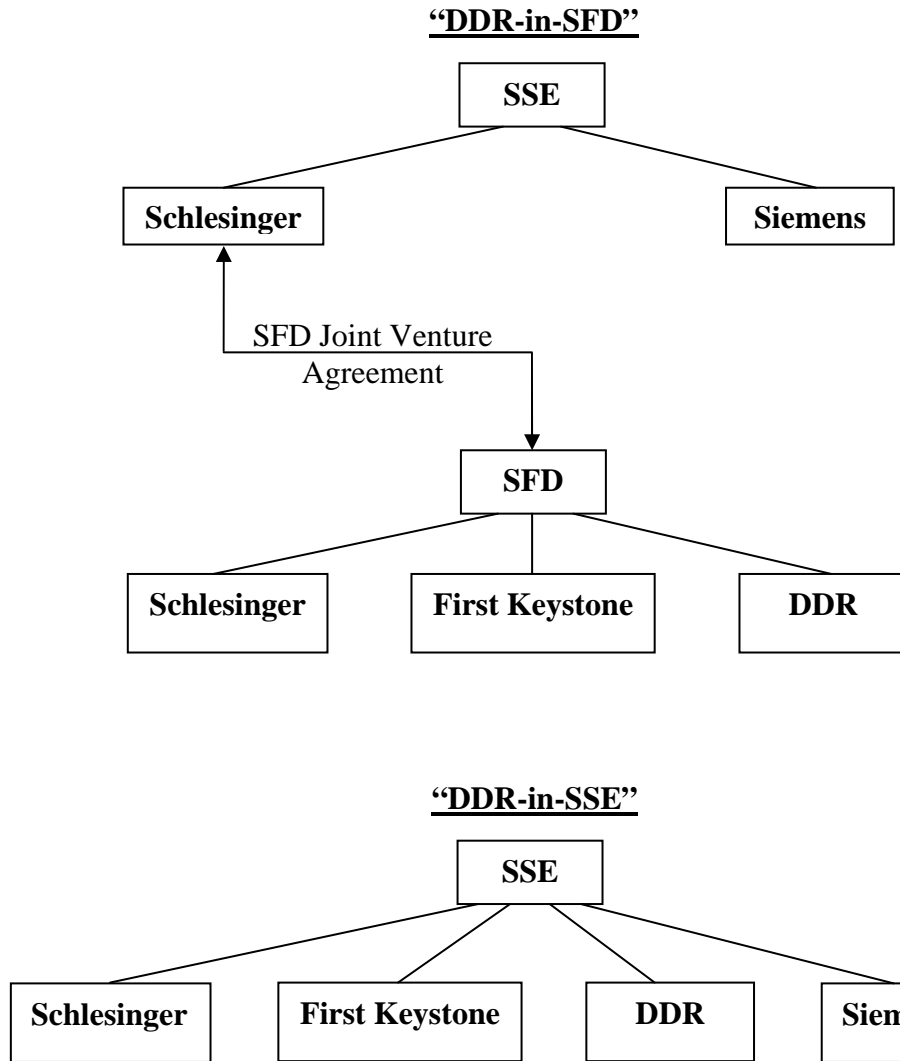 “DDR-in-SFD”
SSE
Schlesinger Siemens
SFD Joint Venture
Agreement
SFD
Schlesinger First Keystone DDR
“DDR-in-SSE”
SSE
Schlesinger First Keystone DDR Siem